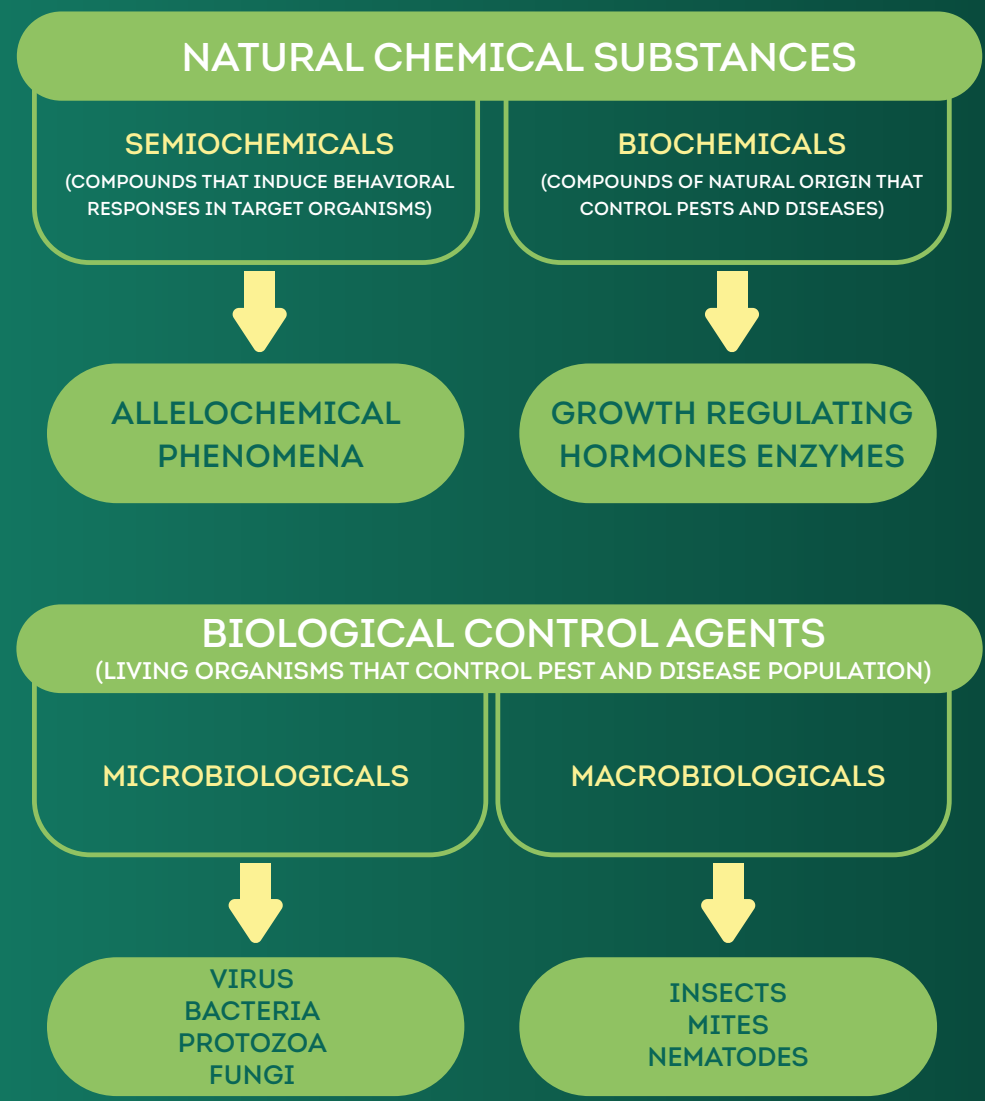 NATURAL CHEMICAL SUBSTANCES
SEMIOCHEMICALS
(COMPOUNDS THAT INDUCE BEHAVIORAL
RESPONSES IN TARGET ORGANISMS)
BIOCHEMICALS
(COMPOUNDS OF NATURAL ORIGIN THAT
CONTROL PESTS AND DISEASES)
ALLELOCHEMICAL
PHENOMENA
GROWTH REGULATING
HORMONES ENZYMES
BIOLOGICAL CONTROL AGENTS
(LIVING ORGANISMS THAT CONTROL PEST AND DISEASE POPULATION)
MICROBIOLOGICALS
MACROBIOLOGICALS
VIRUS
BACTERIA
PROTOZOA
FUNGI
INSECTS
MITES
NEMATODES